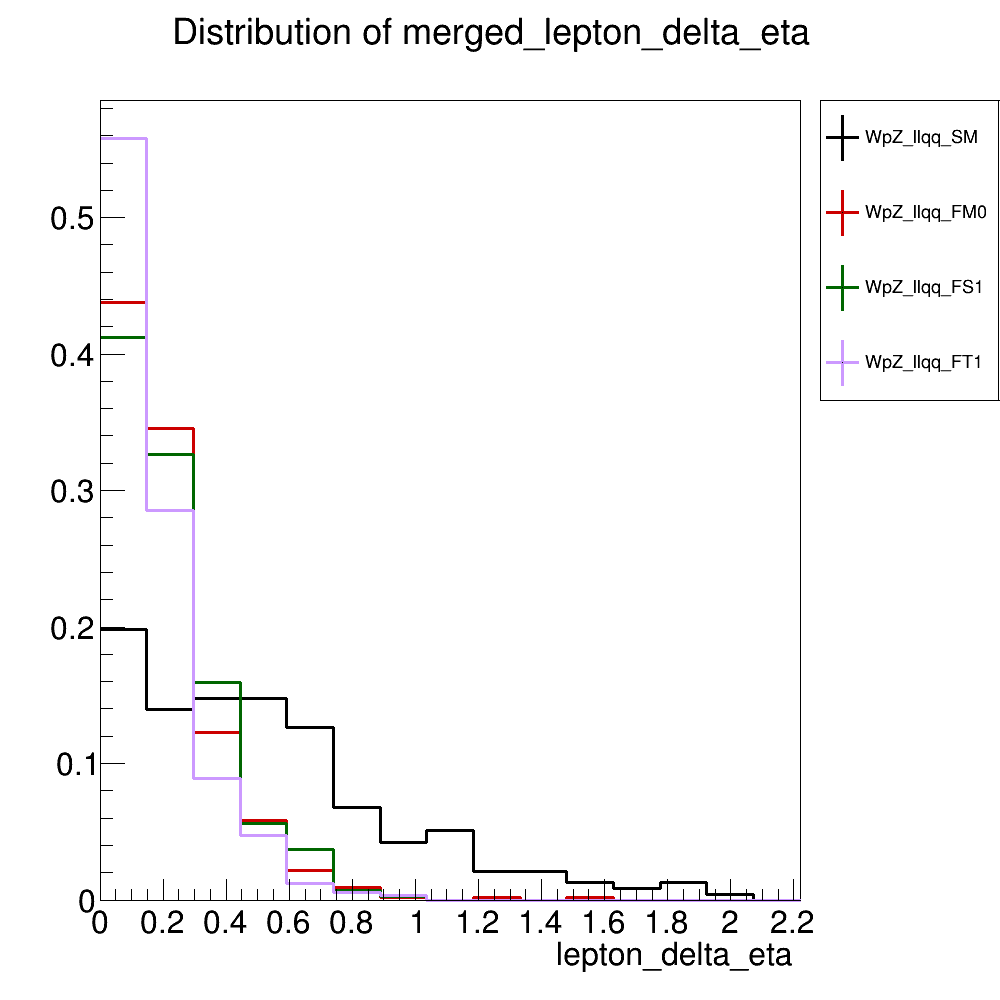 Distribution of merged_lepton_delta_eta
WpZ_llqq_SM
WpZ_llqq_FM0
WpZ_llqq_FS1
WpZ_llqq_FT1
0.5
0.4
0.3
0.2
0.1
0
0 0.2 0.4 0.6 0.8 1 1.2 1.4 1.6 1.8 2 2.2
lepton_delta_eta